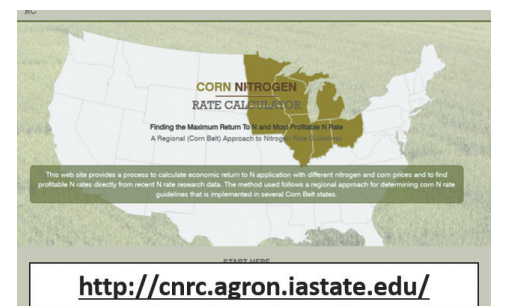 RC
CORN NITROGEN
RATE CALCULATOR
Finding the Maximum Return To N and Most Profitable N Rate
A Regional (Corn Belt) Approach to Nitrogen Rate Guidelines
This web site provides a process to calculate economic return to N application with different nitrogen and corn prices and to find
profitable N rates directly from recent N rate research data. The method used follows a regional approach for determining corn N rate
guidelines that is implemented in several Corn Belt states.
START HERE
http://cnrc.agron.iastate.edu/